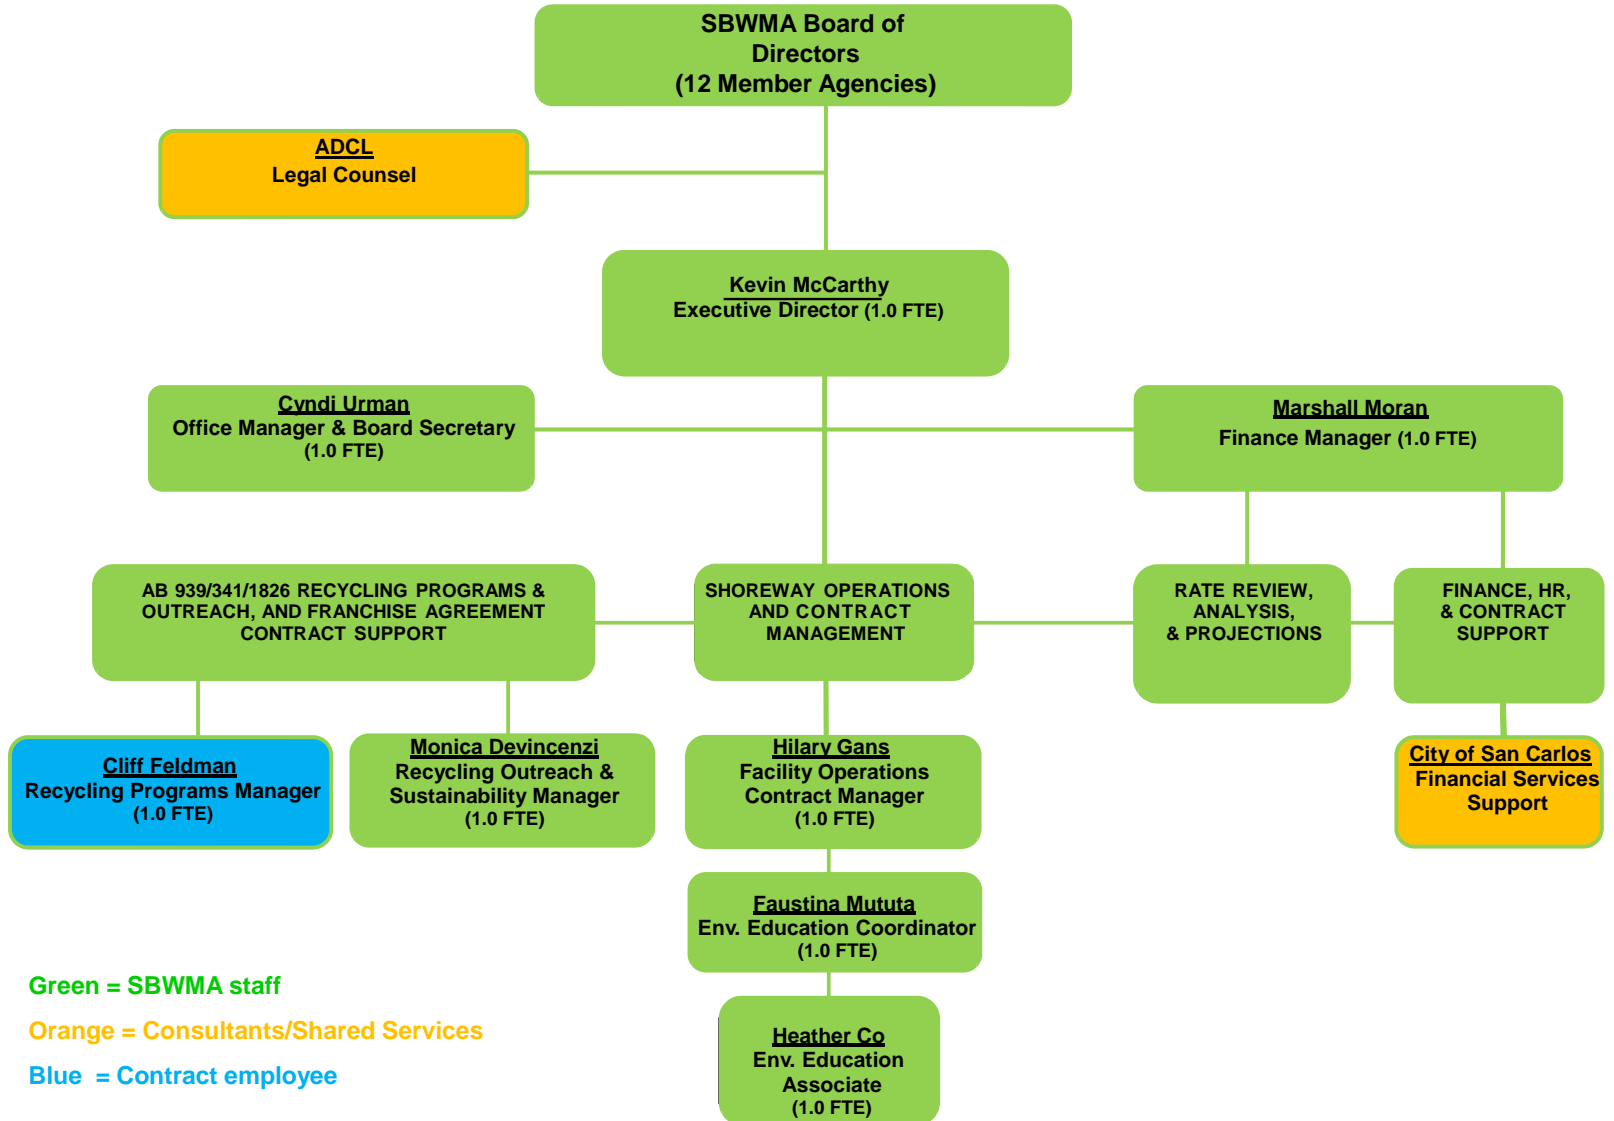 SBWMA Board of
Directors
(12 Member Agencies)
ADCL
Legal Counsel
Kevin McCarthy
Executive Director (1.0 FTE)
Cyndi Urman
Office Manager & Board Secretary
(1.0 FTE)
Marshall Moran
Finance Manager (1.0 FTE)
AB 939/341/1826 RECYCLING PROGRAMS &
OUTREACH, AND FRANCHISE AGREEMENT
CONTRACT SUPPORT
SHOREWAY OPERATIONS
AND CONTRACT
MANAGEMENT
RATE REVIEW,
ANALYSIS,
& PROJECTIONS
FINANCE, HR,
& CONTRACT
SUPPORT
Cliff Feldman
Recycling Programs Manager
(1.0 FTE)
Monica Devincenzi
Recycling Outreach &
Sustainability Manager
(1.0 FTE)
Hilary Gans
Facility Operations
Contract Manager
(1.0 FTE)
City of San Carlos
Financial Services
Support
Faustina Mututa
Env. Education Coordinator
(1.0 FTE)
Heather Co
Env. Education
Associate
(1.0 FTE)
Green = SBWMA staff
Orange = Consultants/Shared Services
Blue = Contract employee